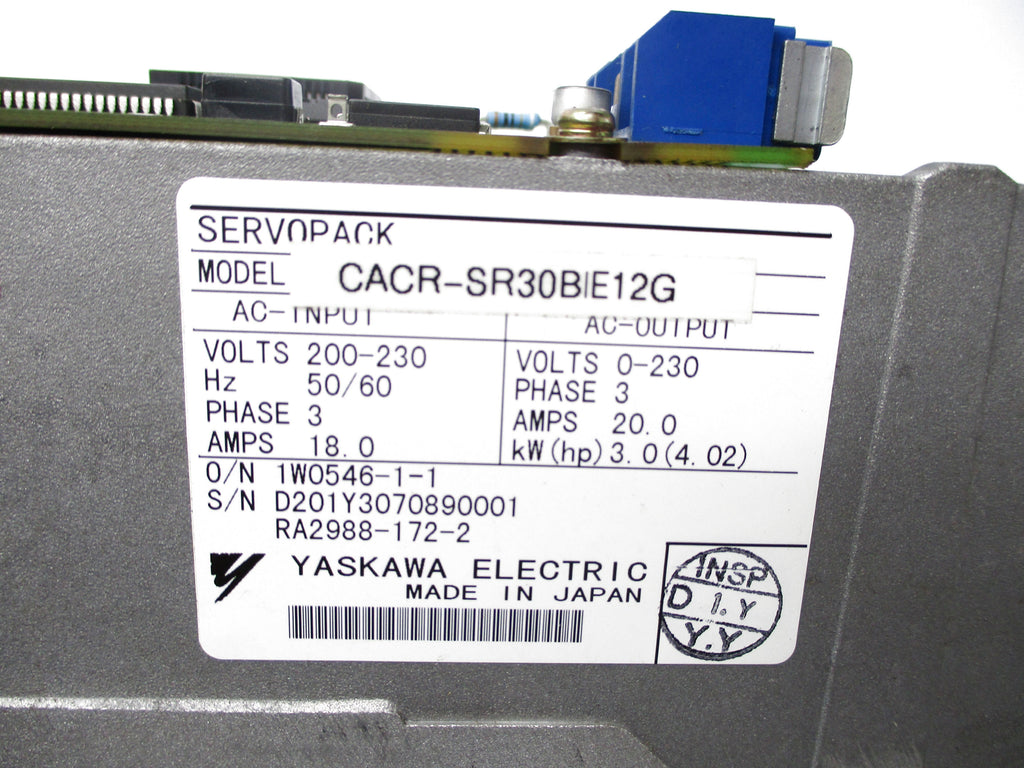 SERVOPACK
MODEL CACR-SR30BIE12G
AC-INPUT AC-OUTPUT
VOLTS 200-230 VOLTS 0-230
Hz 50/60 PHASE 3
PHASE 3 AMPS 20.0
AMPS 18.0 kW(hp) 3.0(4.02)
O/N 1W0546-1-1
S/N D201Y3070890001
RA2988-172-2
YASKAWA ELECTRIC
MADE IN JAPAN
INSP
D 1.Y
Y.Y